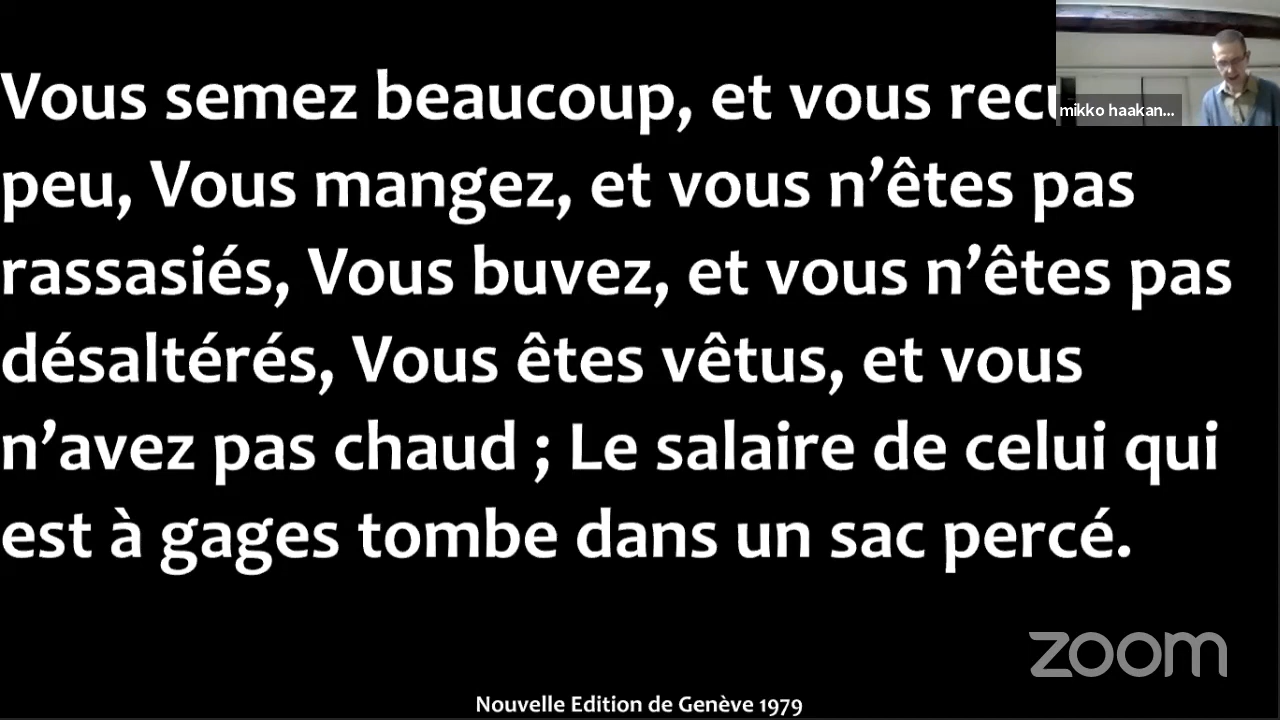 Vous semez beaucoup, et vous
peu, Vous mangez, et vous n’êtes pas
rassasiés, Vous buvez, et vous n’êtes pas
désaltérés, Vous êtes vêtus, et vous
n’avez pas chaud ; Le salaire de celui qui
est à gages tombe dans un sac percé.
mikko haakan...
zoom
Nouvelle Edition de Genève 1979